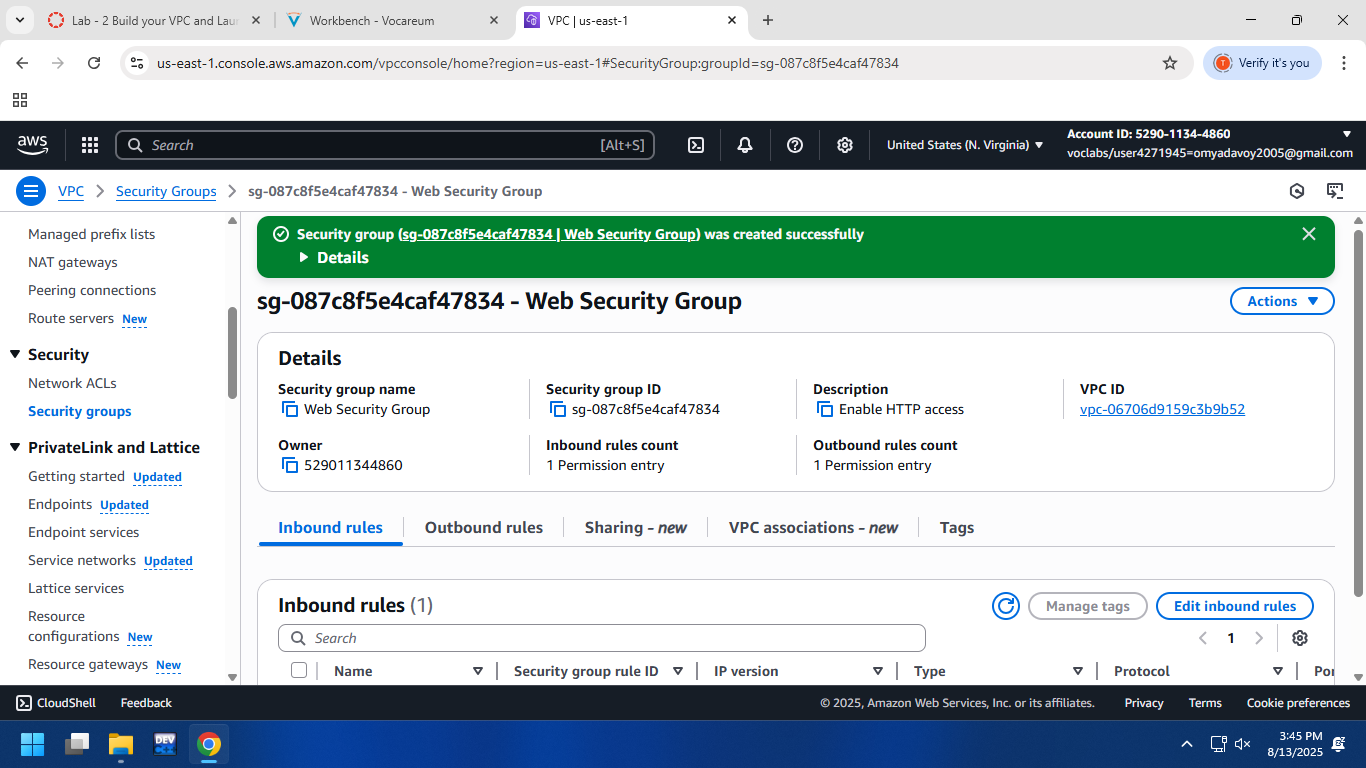 Lab - 2 Build your VPC and Lau
Workbench - Vocareum
VPC | us-east-1
us-east-1.console.aws.amazon.com/vpcconsole/home?region=us-east-1#SecurityGroup:groupId=sg-087c8f5e4caf47834
T
Verify it's you
aws
Search
[Alt+S]
United States (N. Virginia)
Account ID: 5290-1134-4860
voclabs/user4271945=omyadavoy2005@gmail.com
VPC
Security Groups
sg-087c8f5e4caf47834 - Web Security Group
Managed prefix lists
NAT gateways
Peering connections
Route servers New
Security
Network ACLs
Security groups
PrivateLink and Lattice
Getting started Updated
Endpoints Updated
Endpoint services
Service networks Updated
Lattice services
Resource
configurations New
Resource gateways New
Security group (sg-087c8f5e4caf47834 | Web Security Group) was created successfully
Details
sg-087c8f5e4caf47834 - Web Security Group
Actions
Details
Security group name
Web Security Group
Security group ID
sg-087c8f5e4caf47834
Description
Enable HTTP access
VPC ID
vpc-06706d9159c3b9b52
Owner
529011344860
Inbound rules count
1 Permission entry
Outbound rules count
1 Permission entry
Inbound rules
Outbound rules
Sharing - new
VPC associations - new
Tags
Inbound rules (1)
Manage tags
Edit inbound rules
Search
1
Name
Security group rule ID
IP version
Type
Protocol
Por
CloudShell
Feedback
© 2025, Amazon Web Services, Inc. or its affiliates.
Privacy
Terms
Cookie preferences
DEV
3:45 PM
8/13/2025